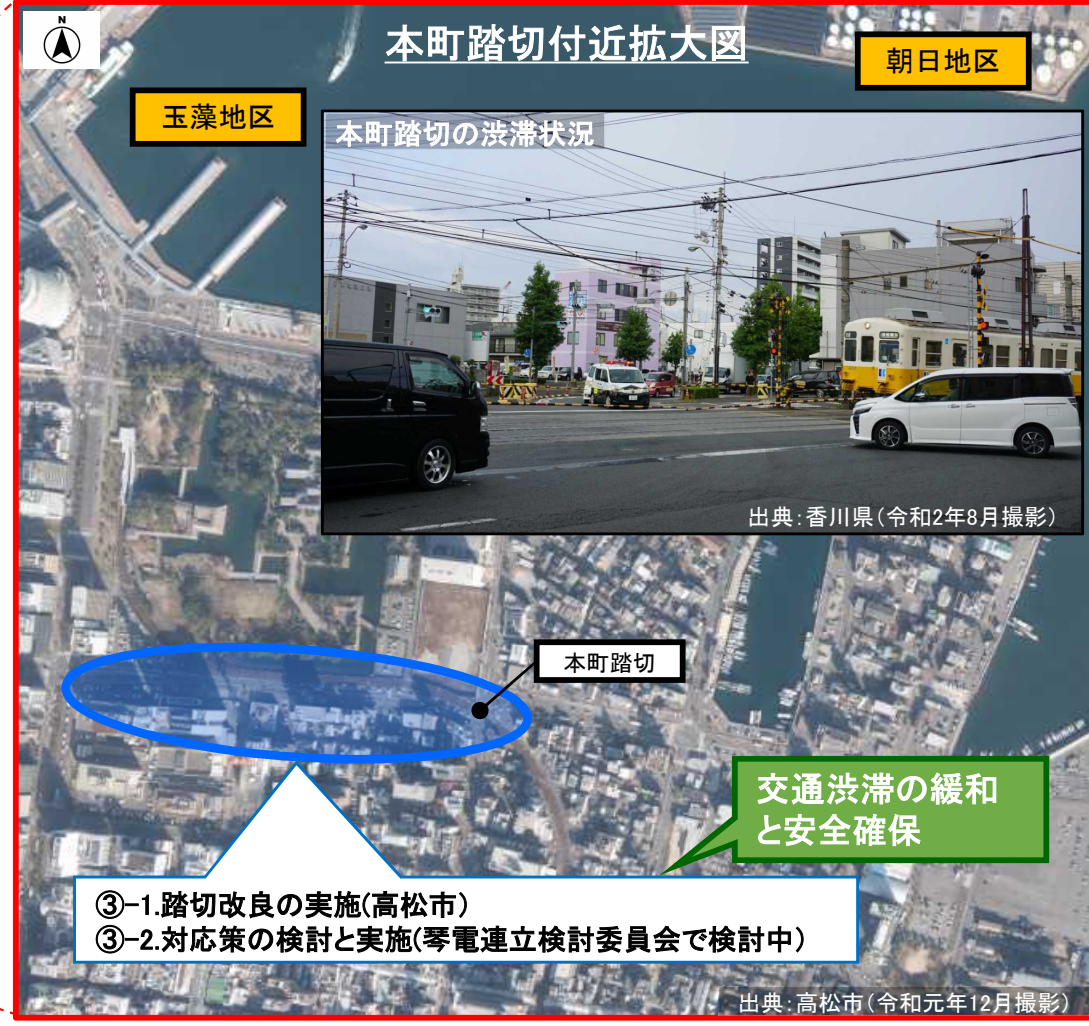 N
本町踏切付近拡大図
朝日地区
玉藻地区
本町踏切の渋滞状況
出典：香川県（令和2年8月撮影）
本町踏切
交通渋滞の緩和
と安全確保
③-1.踏切改良の実施(高松市）
③-2.対応策の検討と実施(琴電連立検討委員会で検討中）
出典：高松市（令和元年12月撮影）